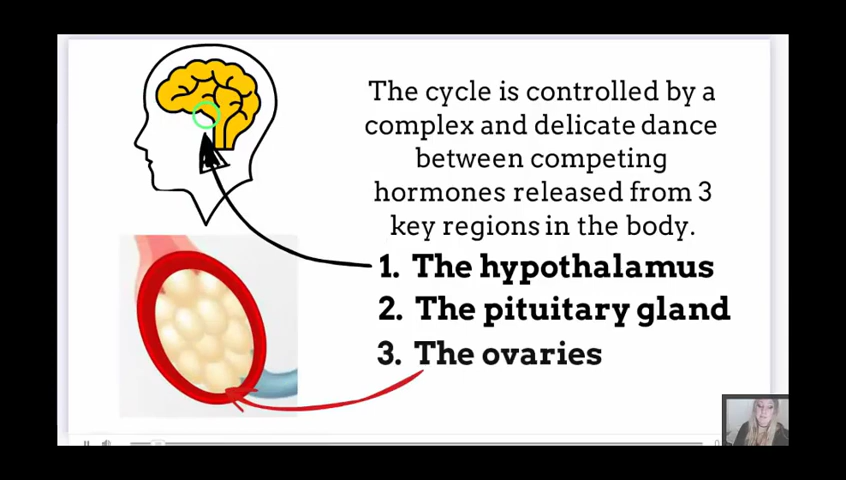 The cycle is controlled by a
complex and delicate dance
between competing
hormones released from 3
key regions in the body.
1. The hypothalamus
2. The pituitary gland
3. The ovaries